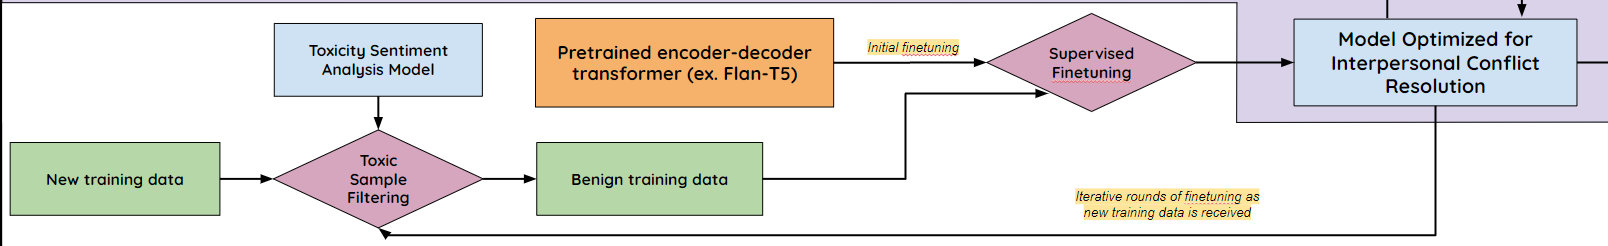 Toxicity Sentiment
Analysis Model
Pretrained encoder-decoder
transformer (ex. Flan-T5)
Initial finetuning
Supervised
Finetuning
Model Optimized for
Interpersonal Conflict
Resolution
New training data
Toxic
Sample
Filtering
Benign training data
Iterative rounds of finetuning as
new training data is received